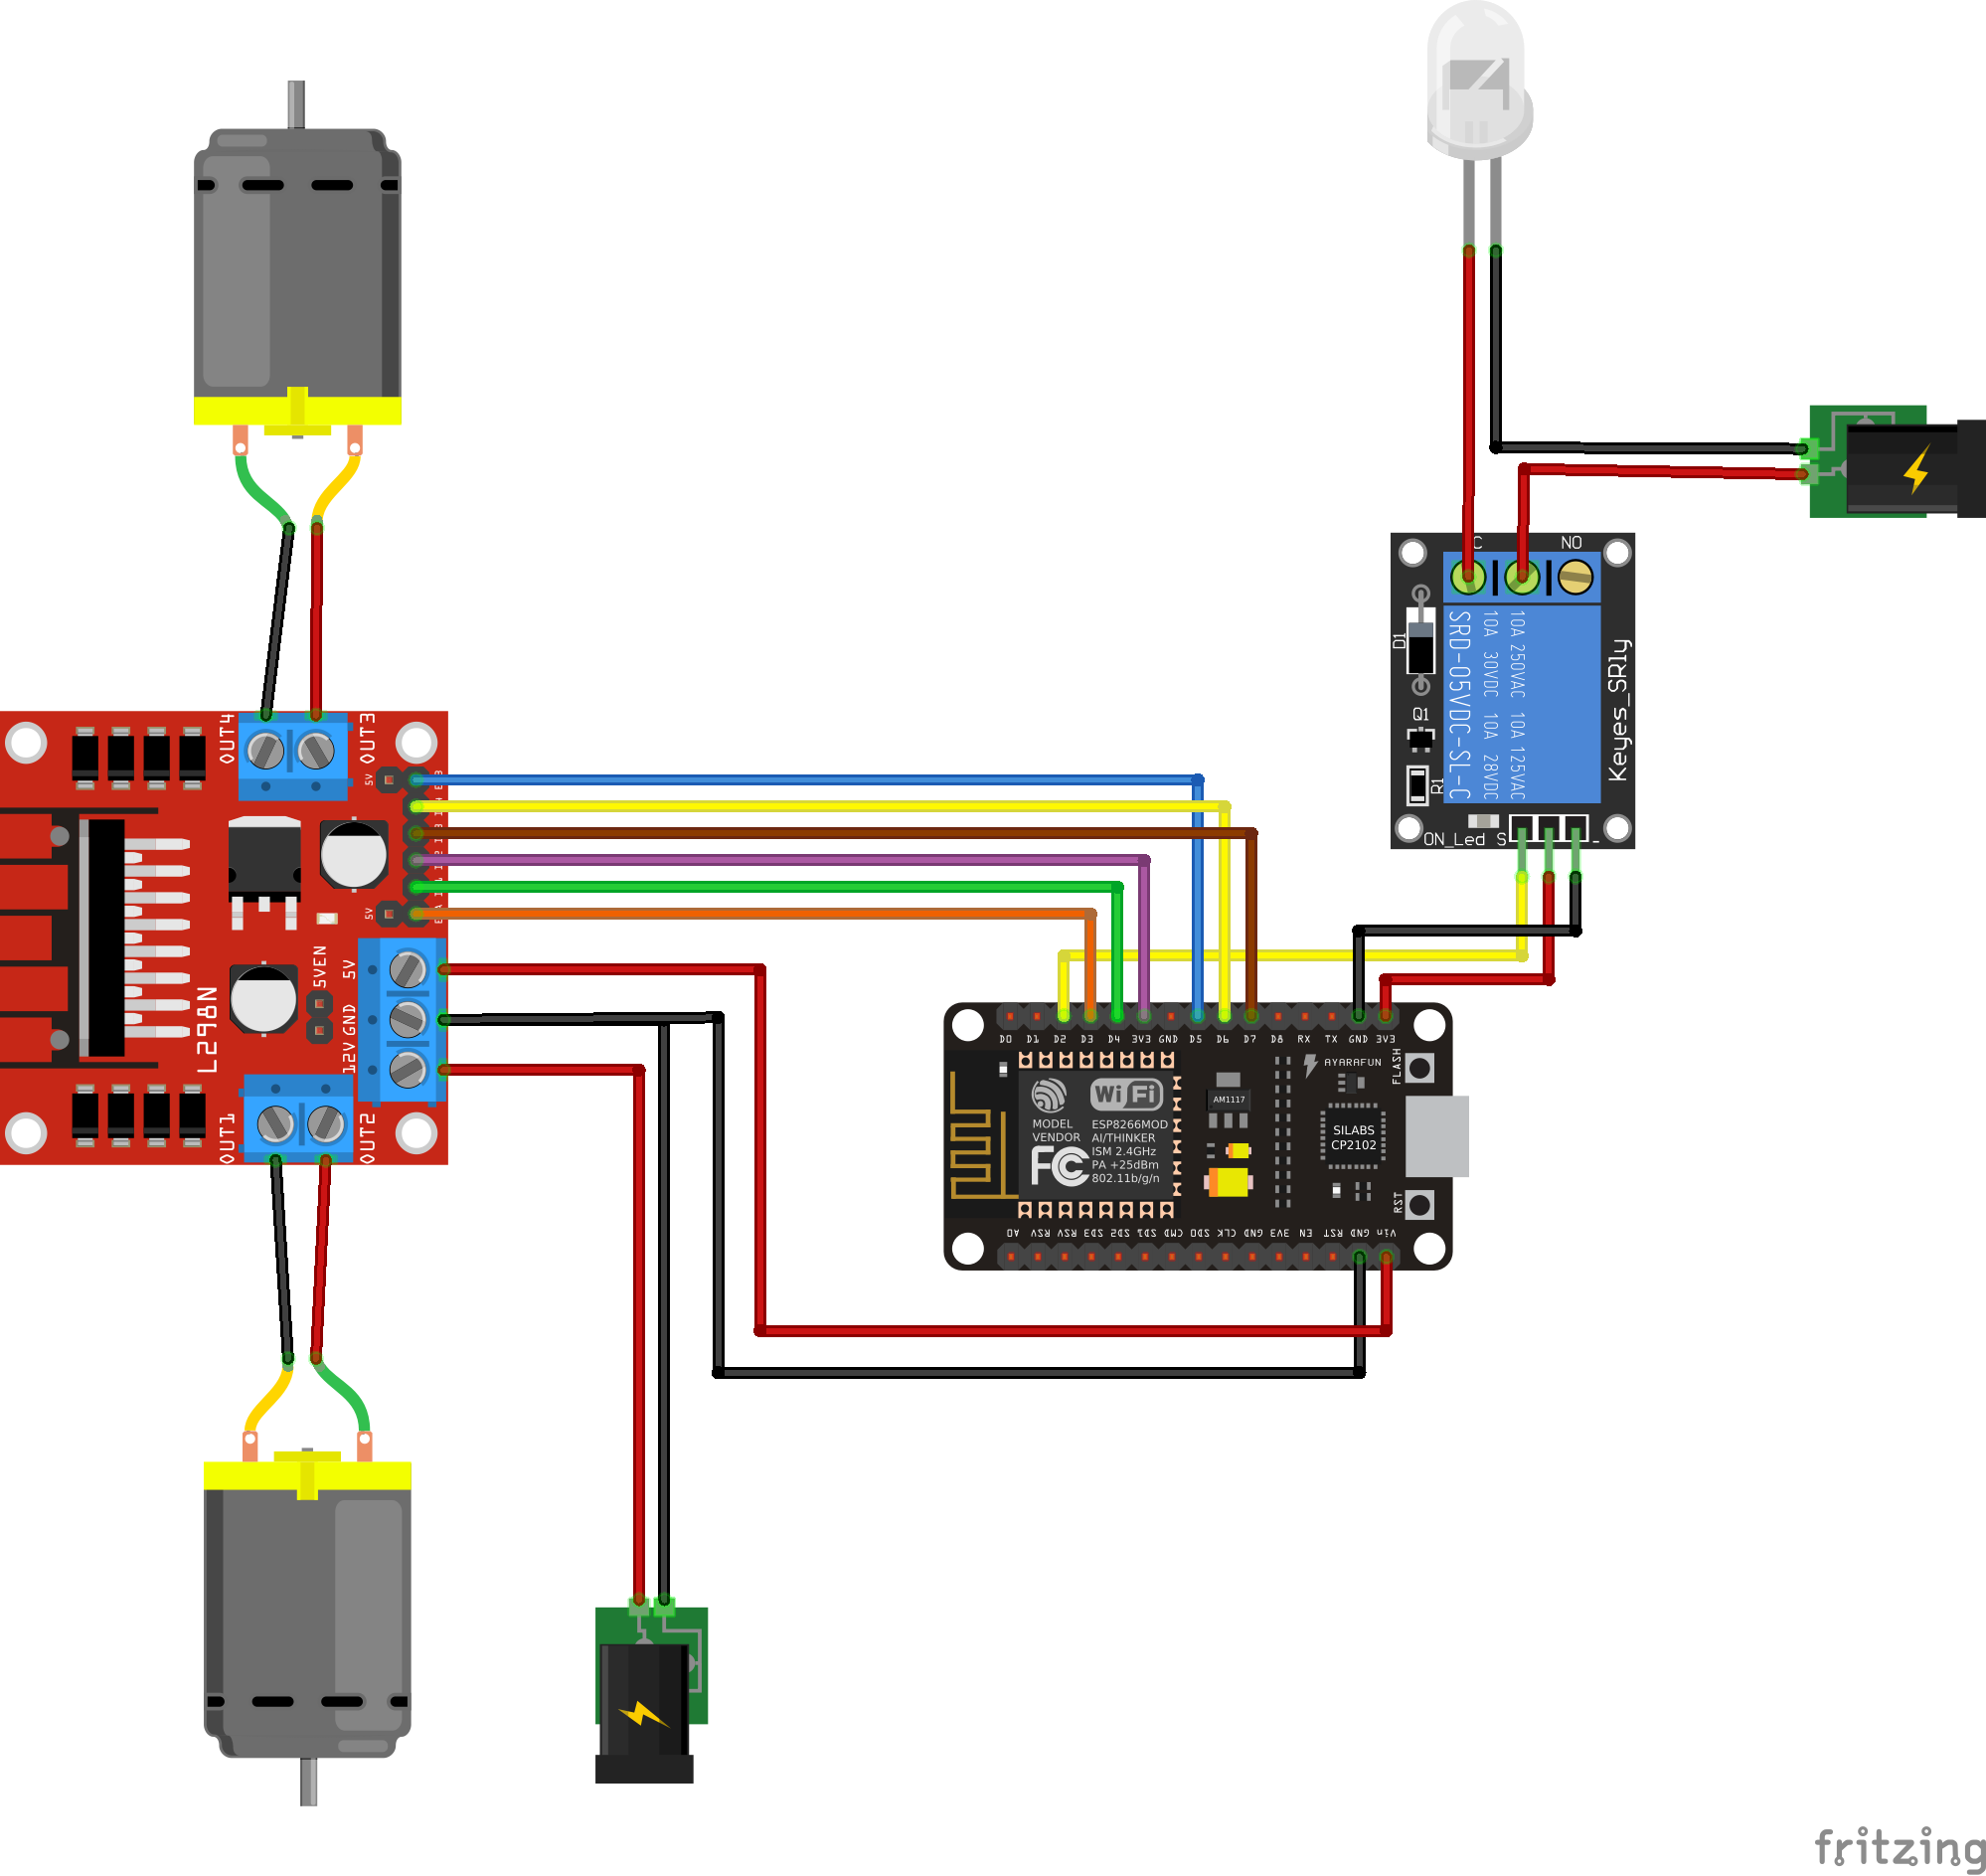 C
NO
SRD-05VDC-SL-C
10A 30VDC 10A 28VDC
10A 250VAC 10A 125VAC
Keyes_SRly
D1
Q1
R1
ON_Led S
-
OUT4
OUT3
5V
5V
5VEN
5V
GND
12V
L298N
OUT1
OUT2
D0 D1 D2 D3 D4 3V3 GND D5 D6 D7 D8 RX TX GND 3V3
AYARAFUN
FLASH
WiFi
AM1117
MODEL
VENDOR
ESP8266MOD
AI/THINKER
ISM 2.4GHz
PA +25dBm
802.11b/g/n
FC
SILABS
CP2102
RST
A0 RSV RSV SD3 SD2 SD1 CMD SD0 CLK GND 3V3 EN RST GND Vin
fritzing